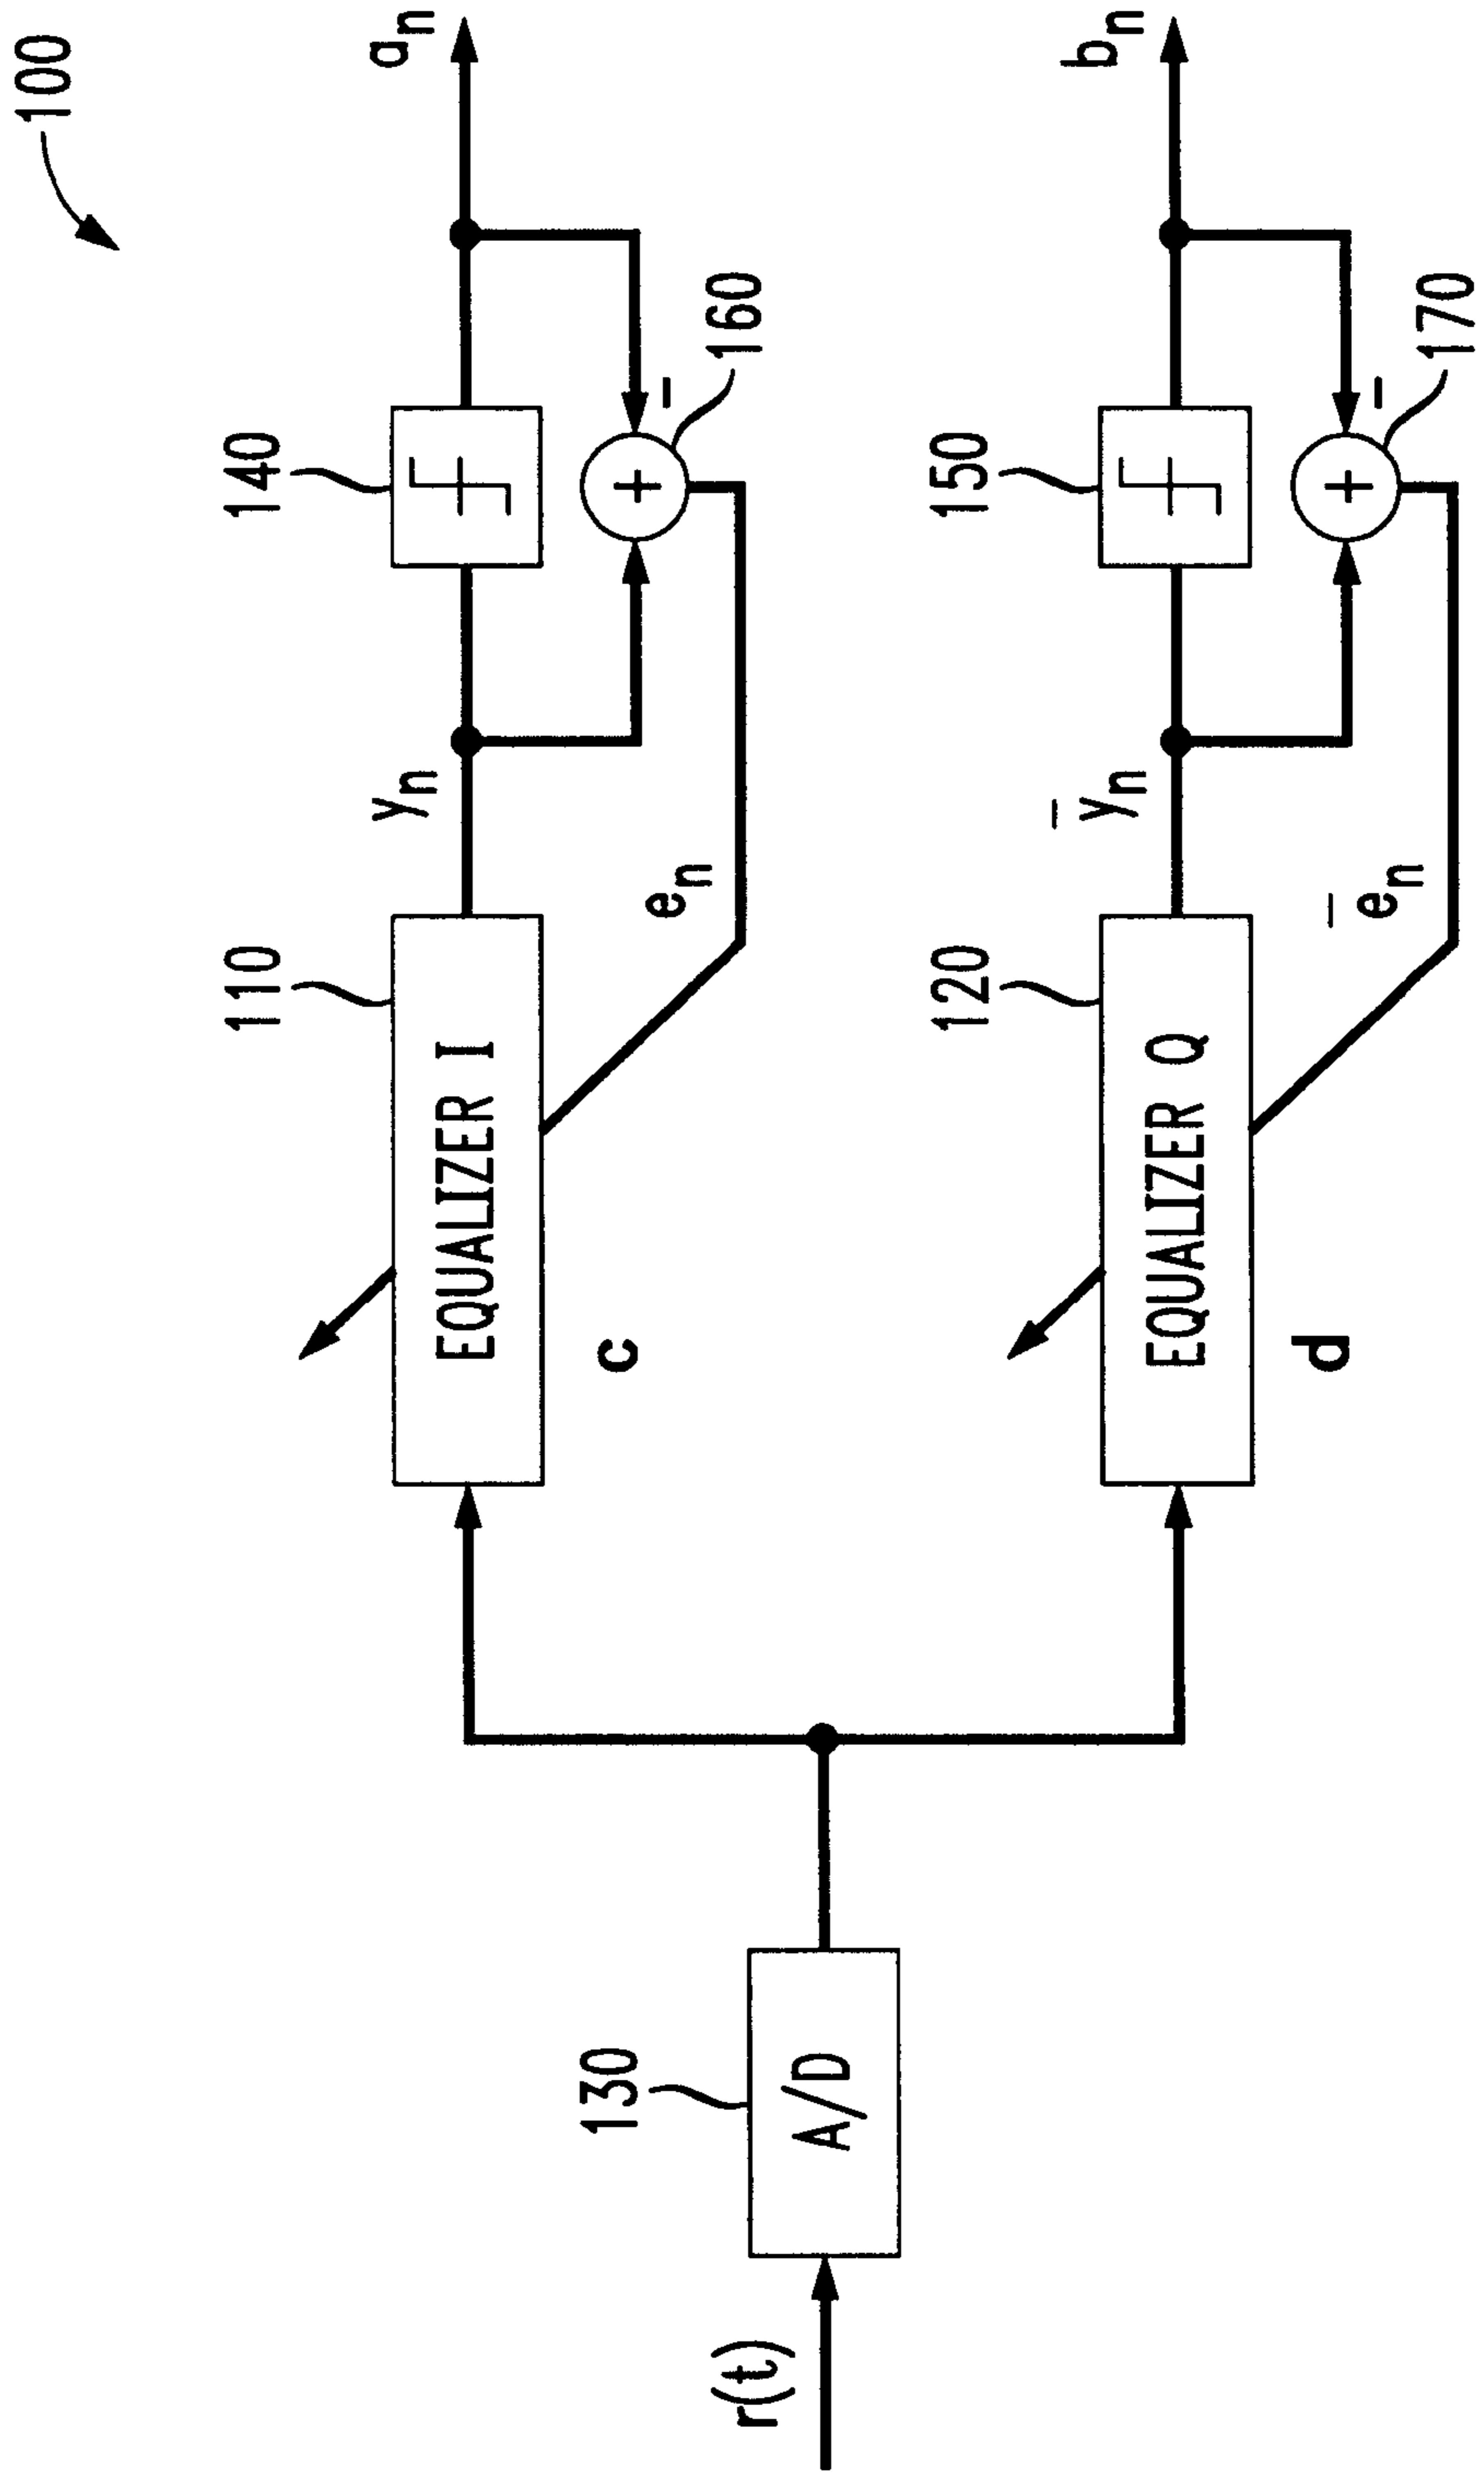 100
110
140
a_n
EQUALIZER I
y_n
c
e_n
+
-
160
130
r(t)
A/D
120
150
b_n
EQUALIZER Q
ȳ_n
d
ē_n
+
-
170